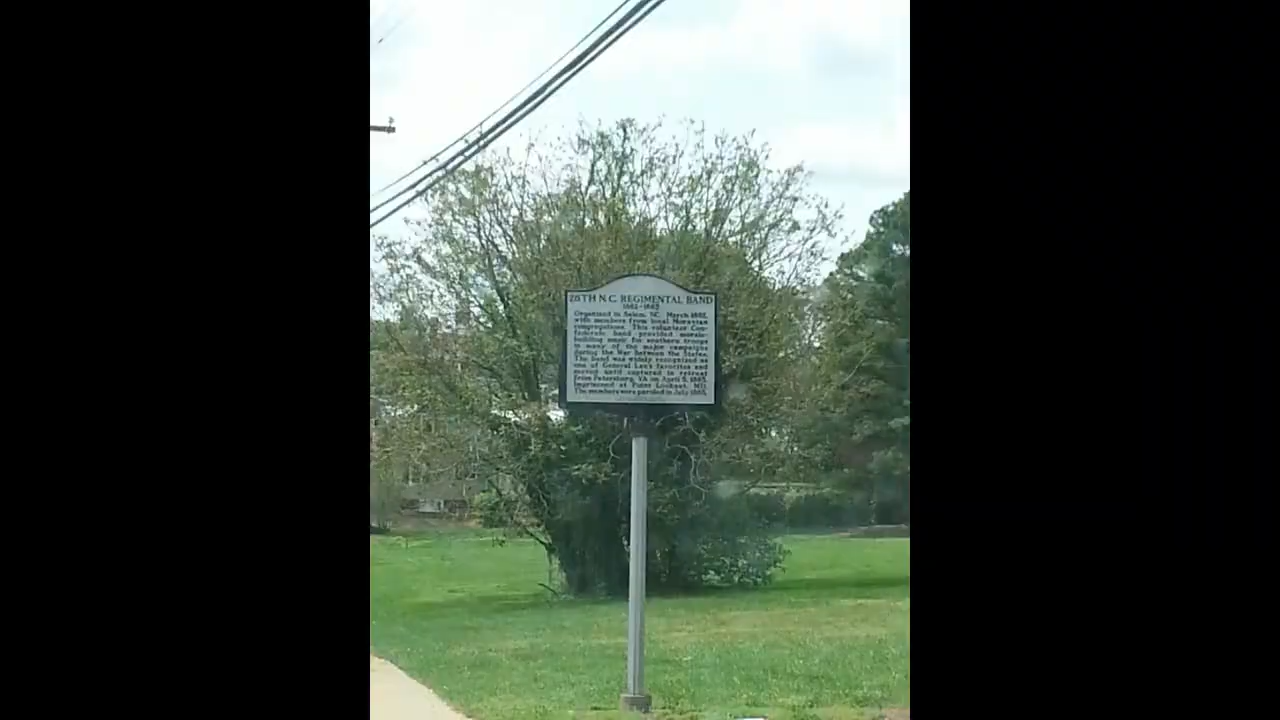 26TH N.C. REGIMENTAL BAND
1862-1865
Organized in Salem, NC, March 1862,
with members from local Moravian
congregations. This volunteer Con-
federate band provided morale-
building music for southern troops
in many of the major campaigns
during the War Between the States.
The band was widely recognized as
one of General Lee's favorites and
served until captured in retreat
from Petersburg, VA on April 5, 1865.
Imprisoned at Point Lookout, MD.
The members were paroled in July 1865.